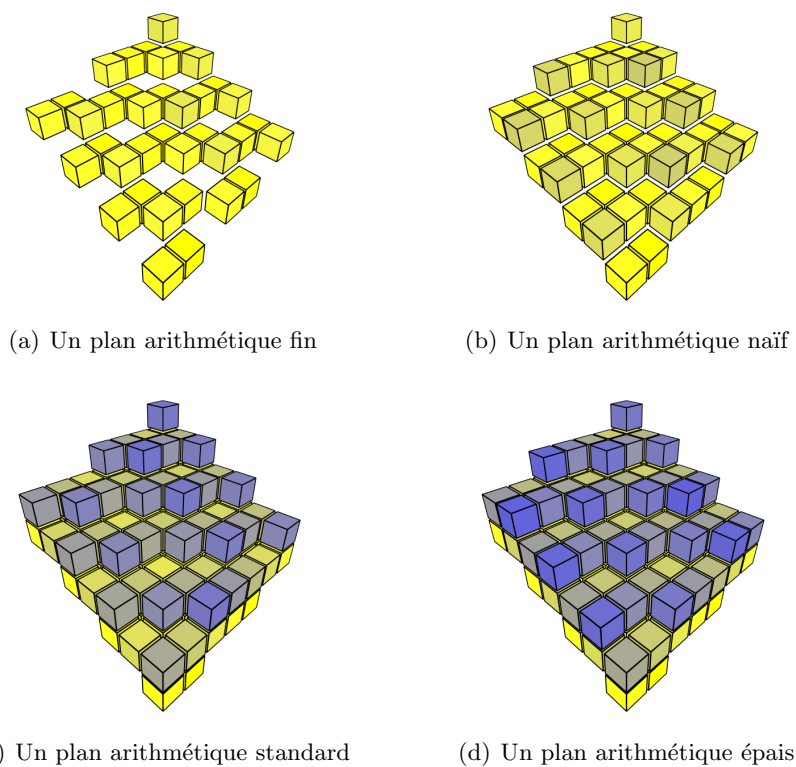 (a) Un plan arithmétique fin
(b) Un plan arithmétique naïf
) Un plan arithmétique standard
(d) Un plan arithmétique épais